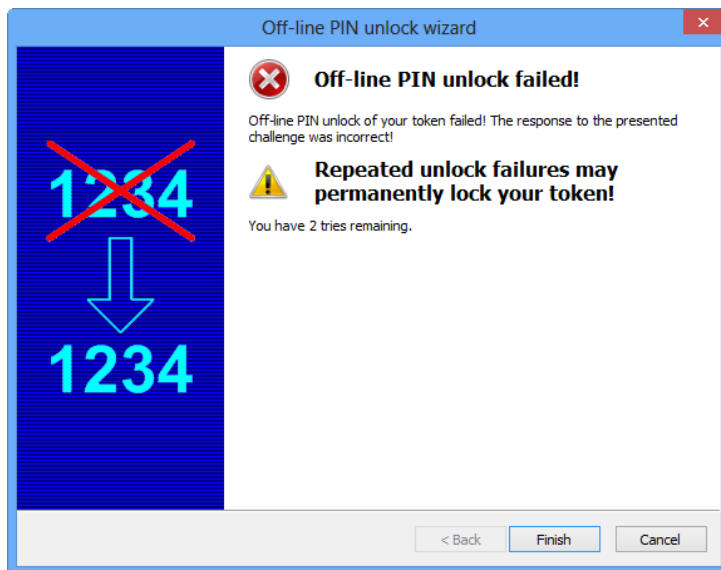 Off-line PIN unlock wizard
Off-line PIN unlock failed!
Off-line PIN unlock of your token failed! The response to the presented
challenge was incorrect!
Repeated unlock failures may
permanently lock your token!
You have 2 tries remaining.
1234
1234
< Back
Finish
Cancel